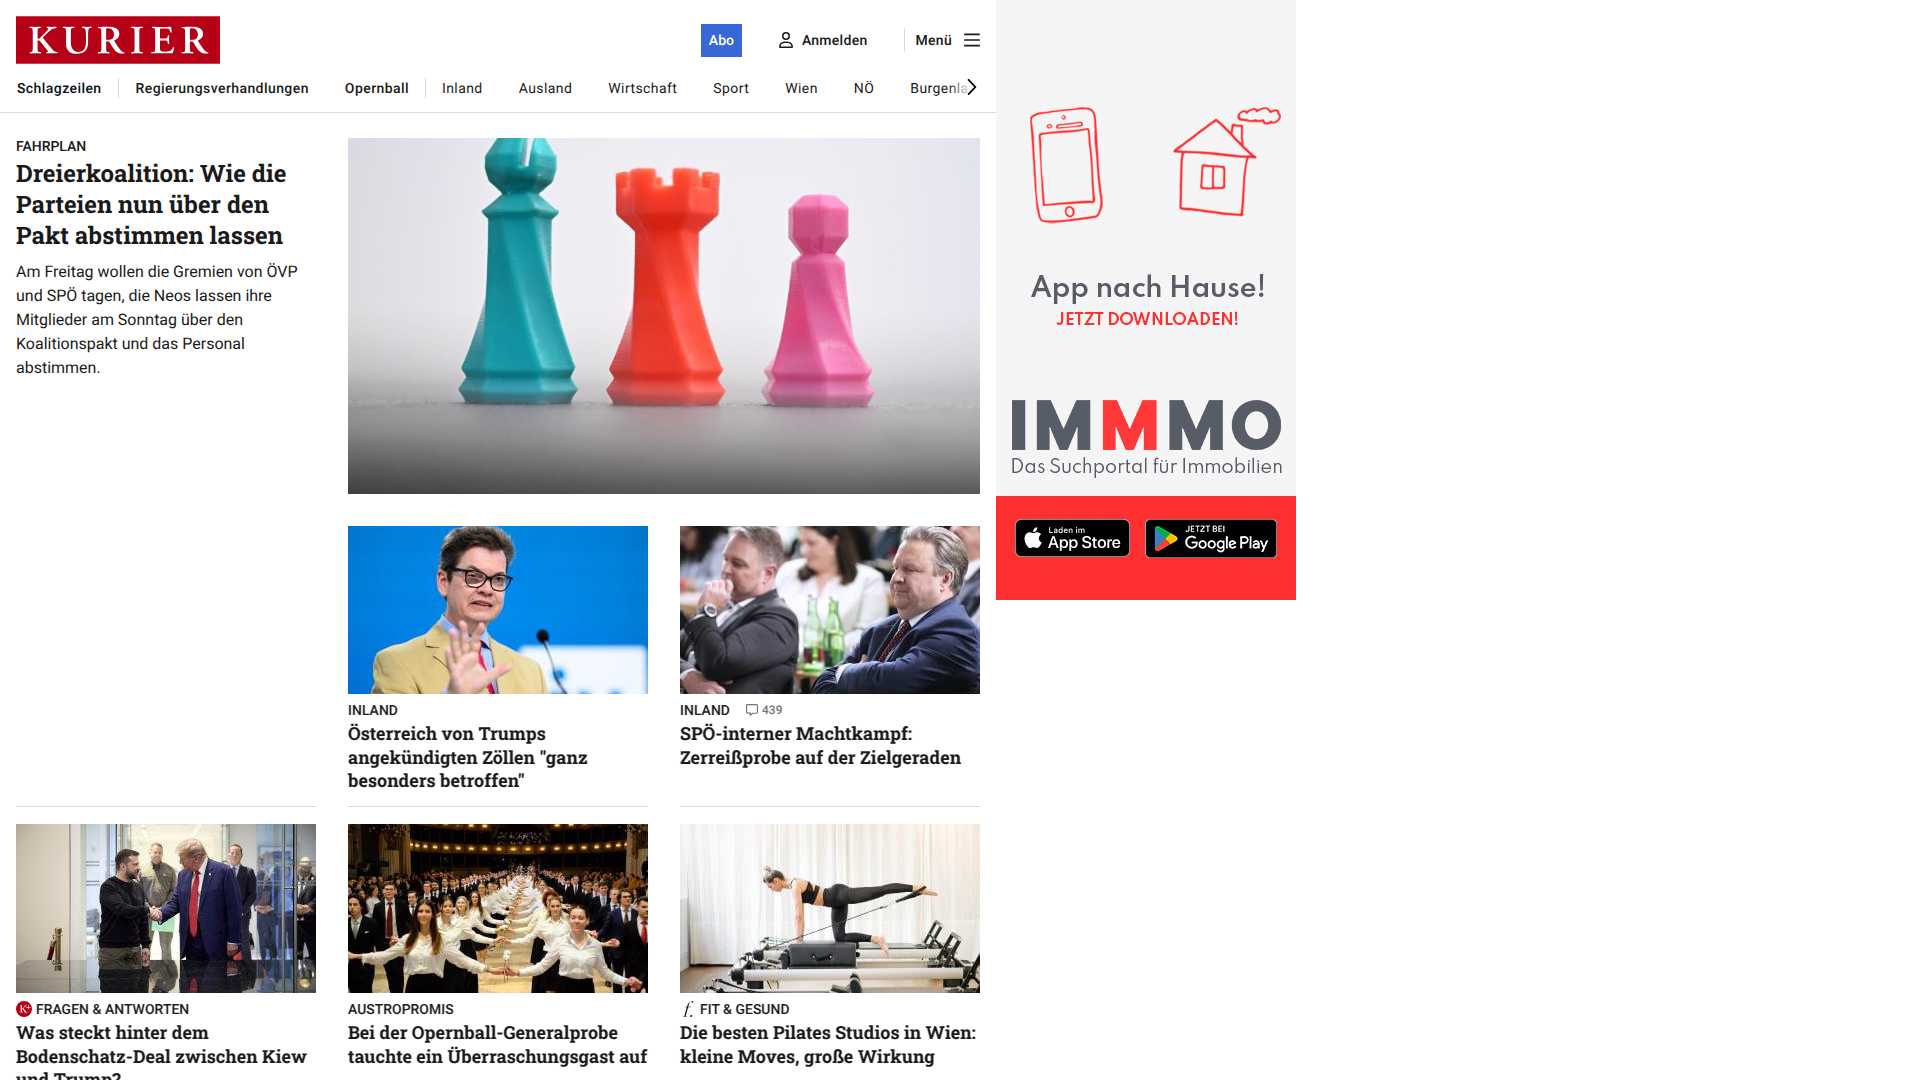 KURIER
Abo
Anmelden
Menü
Schlagzeilen
Regierungsverhandlungen
Opernball
Inland
Ausland
Wirtschaft
Sport
Wien
NÖ
Burgenla
FAHRPLAN
Dreierkoalition: Wie die
Parteien nun über den
Pakt abstimmen lassen
Am Freitag wollen die Gremien von ÖVP
und SPÖ tagen, die Neos lassen ihre
Mitglieder am Sonntag über den
Koalitionspakt und das Personal
abstimmen.
INLAND
Österreich von Trumps
angekündigten Zöllen "ganz
besonders betroffen"
INLAND 439
SPÖ-interner Machtkampf:
Zerreißprobe auf der Zielgeraden
FRAGEN & ANTWORTEN
Was steckt hinter dem
Bodenschatz-Deal zwischen Kiew
und Trump?
AUSTROPROMIS
Bei der Opernball-Generalprobe
tauchte ein Überraschungsgast auf
f. FIT & GESUND
Die besten Pilates Studios in Wien:
kleine Moves, große Wirkung
App nach Hause!
JETZT DOWNLOADEN!
IMMMO
Das Suchportal für Immobilien
Laden im
App Store
JETZT BEI
Google Play